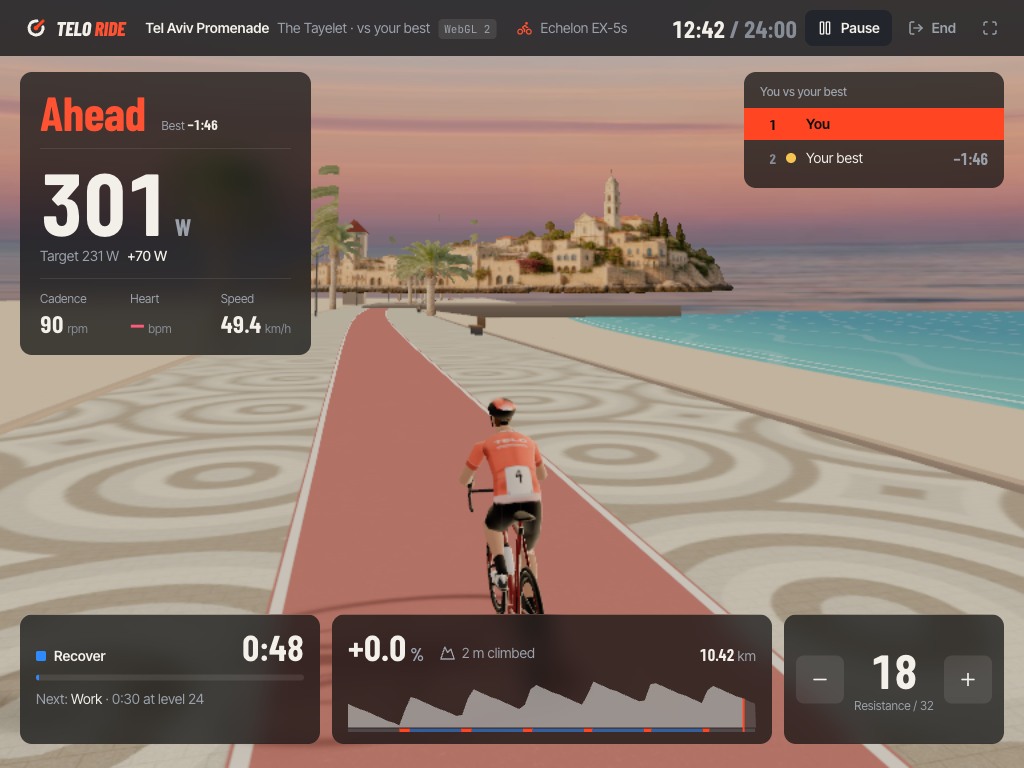 TELO RIDE Tel Aviv Promenade The Tayelet · vs your best WebGL 2 Echelon EX-5s 12:42 / 24:00 Pause End
Ahead Best −1:46
301 W
Target 231 W +70 W
Cadence Heart Speed
90 rpm – bpm 49.4 km/h
You vs your best
1 You
2 Your best −1:46
TELO
4
Recover 0:48
Next: Work · 0:30 at level 24
+0.0 % 2 m climbed 10.42 km
− 18 +
Resistance / 32